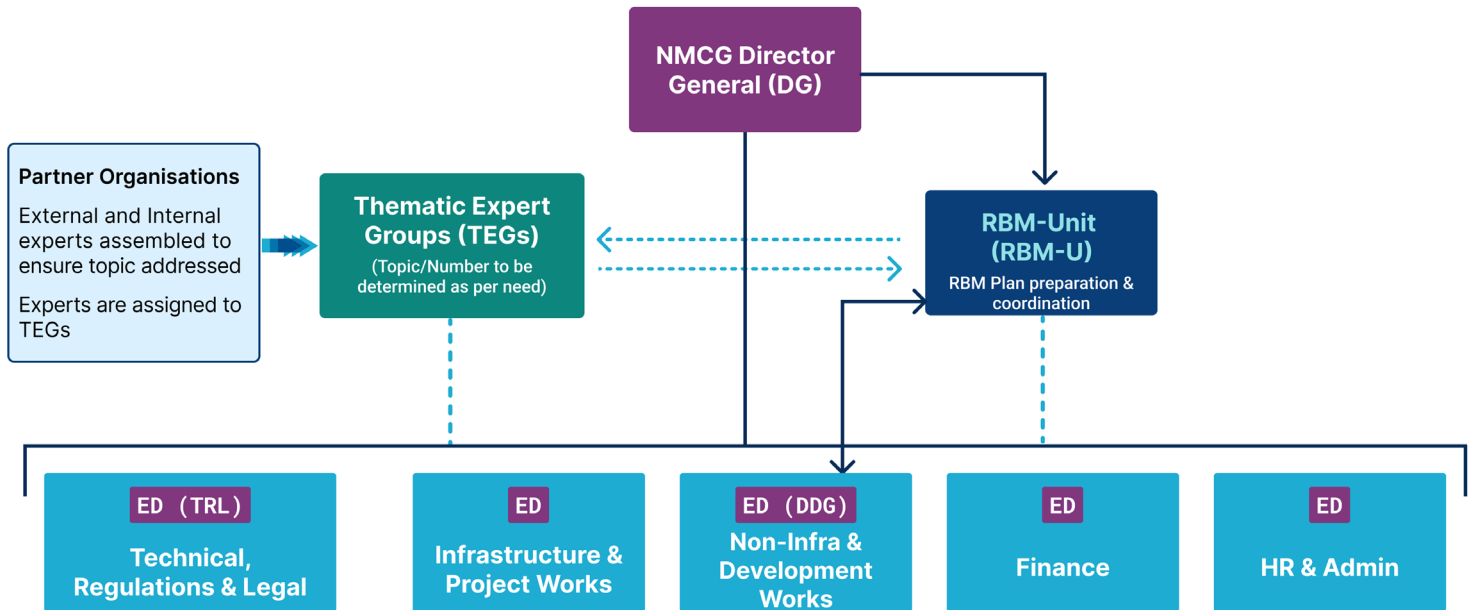 NMCG Director
General (DG)
Partner Organisations
External and Internal
experts assembled to
ensure topic addressed
Experts are assigned to
TEGs
Thematic Expert
Groups (TEGs)
(Topic/Number to be
determined as per need)
RBM-Unit
(RBM-U)
RBM Plan preparation &
coordination
ED (TRL)
Technical,
Regulations & Legal
ED
Infrastructure &
Project Works
ED (DDG)
Non-Infra &
Development
Works
ED
Finance
ED
HR & Admin